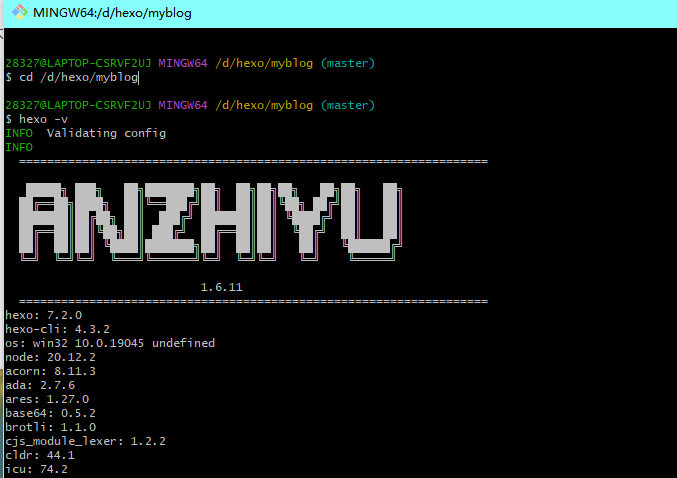 MINGW64:/d/hexo/myblog
28327@LAPTOP-CSRVF2UJ MINGW64 /d/hexo/myblog (master)
$ cd /d/hexo/myblog
28327@LAPTOP-CSRVF2UJ MINGW64 /d/hexo/myblog (master)
$ hexo -v
INFO  Validating config
INFO
===================================================================
ANZHIYU
1.6.11
===================================================================
hexo: 7.2.0
hexo-cli: 4.3.2
os: win32 10.0.19045 undefined
node: 20.12.2
acorn: 8.11.3
ada: 2.7.6
ares: 1.27.0
base64: 0.5.2
brotli: 1.1.0
cjs_module_lexer: 1.2.2
cldr: 44.1
icu: 74.2